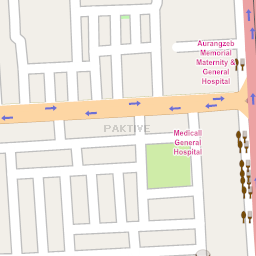 Aurangzeb
Memorial
Maternity &
General
Hospital
PAKTIVE
Medicall
General
Hospital